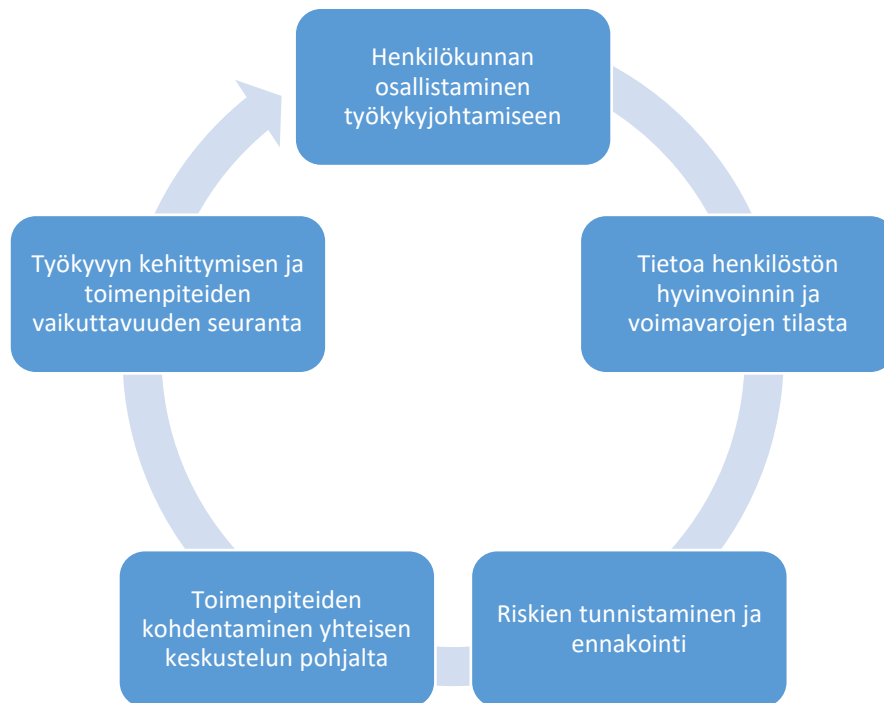 Henkilökunnan
osallistaminen
työkykyjohtamiseen
Tietoa henkilöstön
hyvinvoinnin ja
voimavarojen tilasta
Riskien tunnistaminen ja
ennakointi
Toimenpiteiden
kohdentaminen yhteisen
keskustelun pohjalta
Työkyvyn kehittymisen ja
toimenpiteiden
vaikuttavuuden seuranta